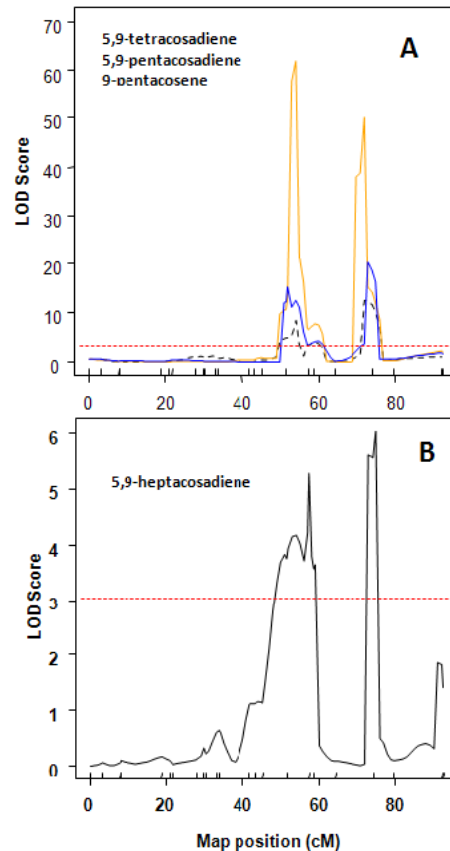 A
5,9-tetracosadiene
5,9-pentacosadiene
9-pentacosene
LOD Score
70
60
50
40
30
20
10
0
0 20 40 60 80
B
5,9-heptacosadiene
LOD Score
6
5
4
3
2
1
0
0 20 40 60 80
Map position (cM)